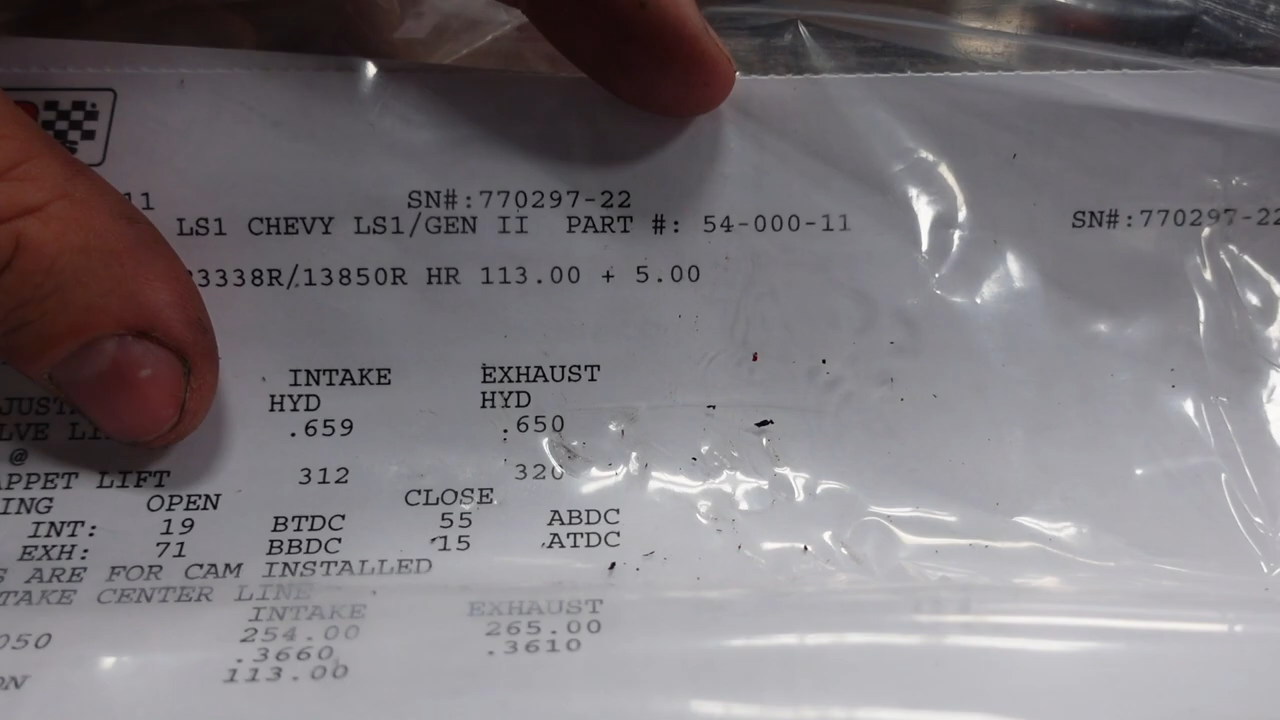 11 SN#:770297-22
LS1 CHEVY LS1/GEN II PART #: 54-000-11 SN#:770297-22
3338R/13850R HR 113.00 + 5.00
INTAKE EXHAUST
HYD HYD
.659 .650
@
APPET LIFT 312 320
ING OPEN CLOSE
INT: 19 BTDC 55 ABDC
EXH: 71 BBDC 15 ATDC
S ARE FOR CAM INSTALLED
TAKE CENTER LINE
INTAKE EXHAUST
050 254.00 265.00
.3660 .3610
ON 113.00